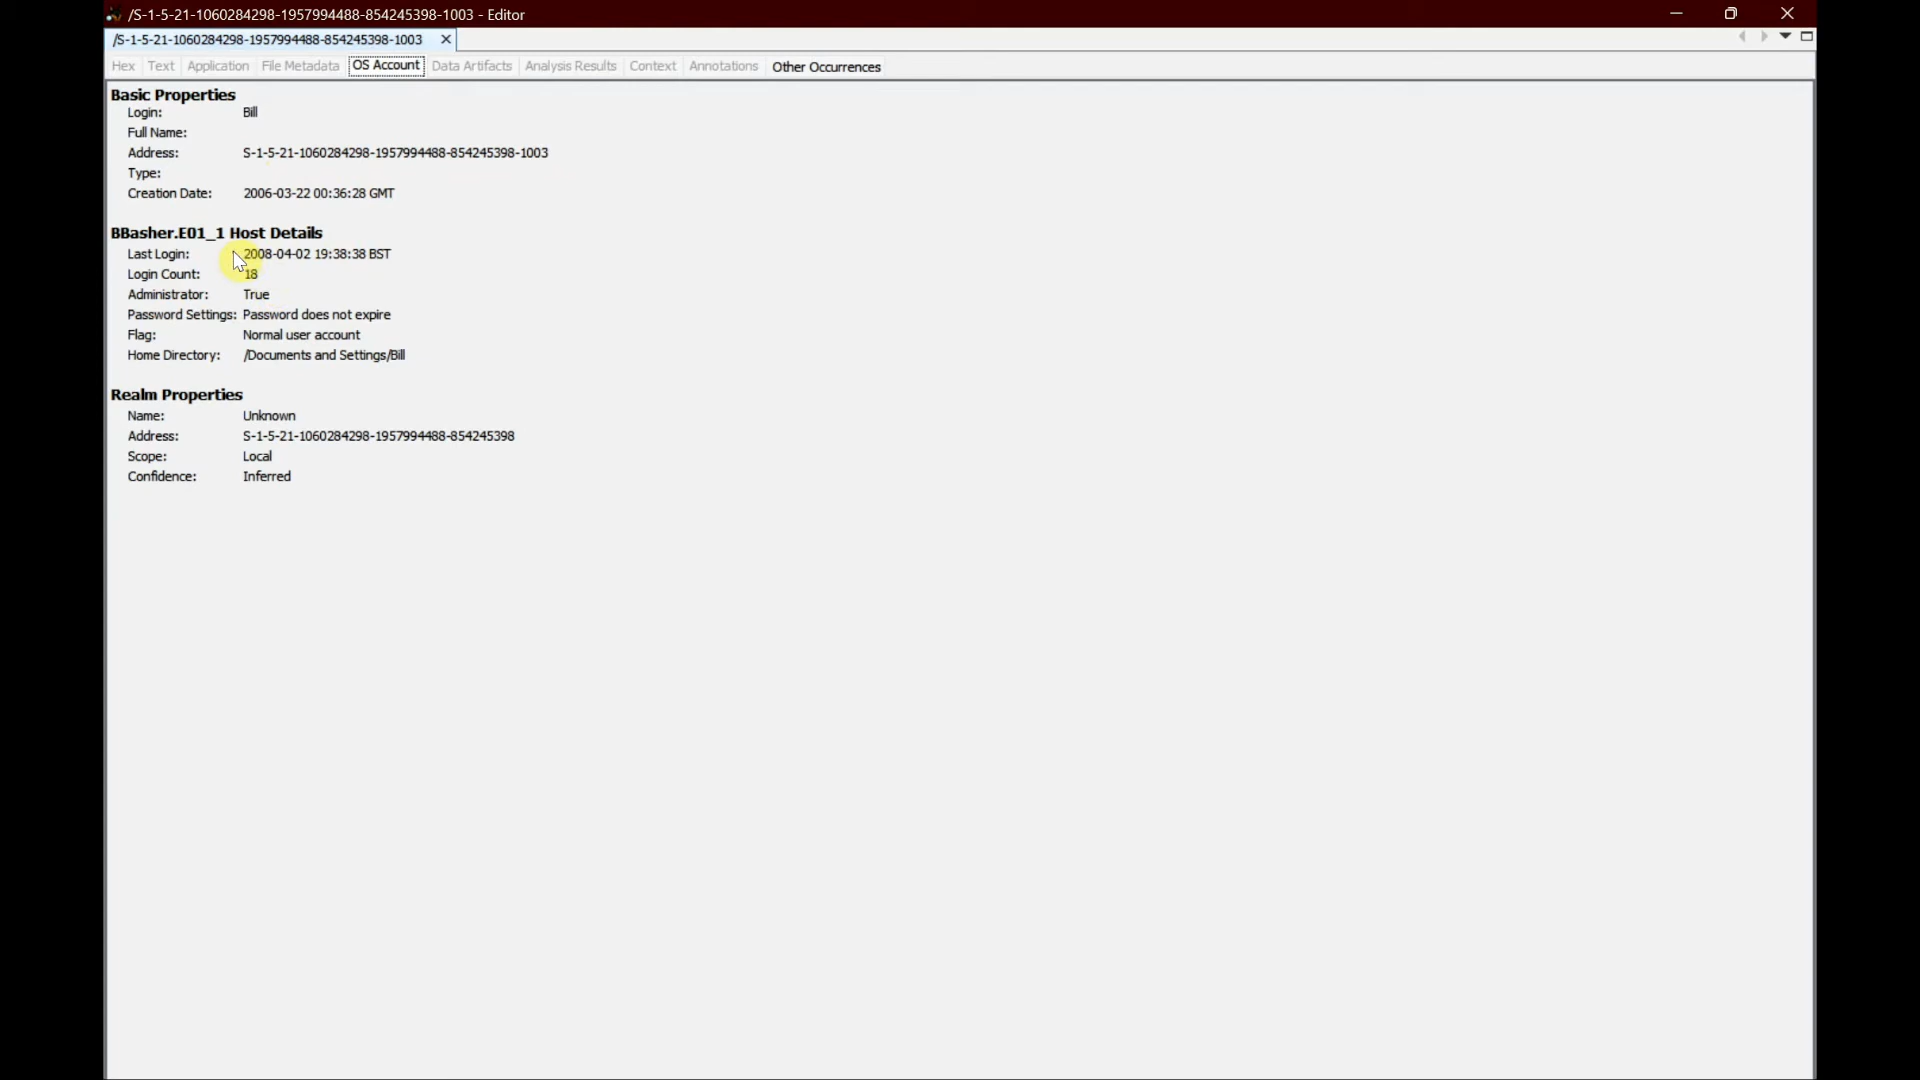 /S-1-5-21-1060284298-1957994488-854245398-1003 - Editor
/S-1-5-21-1060284298-1957994488-854245398-1003
Hex Text Application File Metadata OS Account Data Artifacts Analysis Results Context Annotations Other Occurrences
Basic Properties
Login: Bill
Full Name:
Address: S-1-5-21-1060284298-1957994488-854245398-1003
Type:
Creation Date: 2006-03-22 00:36:28 GMT
BBasher.E01_1 Host Details
Last Login: 2008-04-02 19:38:38 BST
Login Count: 18
Administrator: True
Password Settings: Password does not expire
Flag: Normal user account
Home Directory: /Documents and Settings/Bill
Realm Properties
Name: Unknown
Address: S-1-5-21-1060284298-1957994488-854245398
Scope: Local
Confidence: Inferred